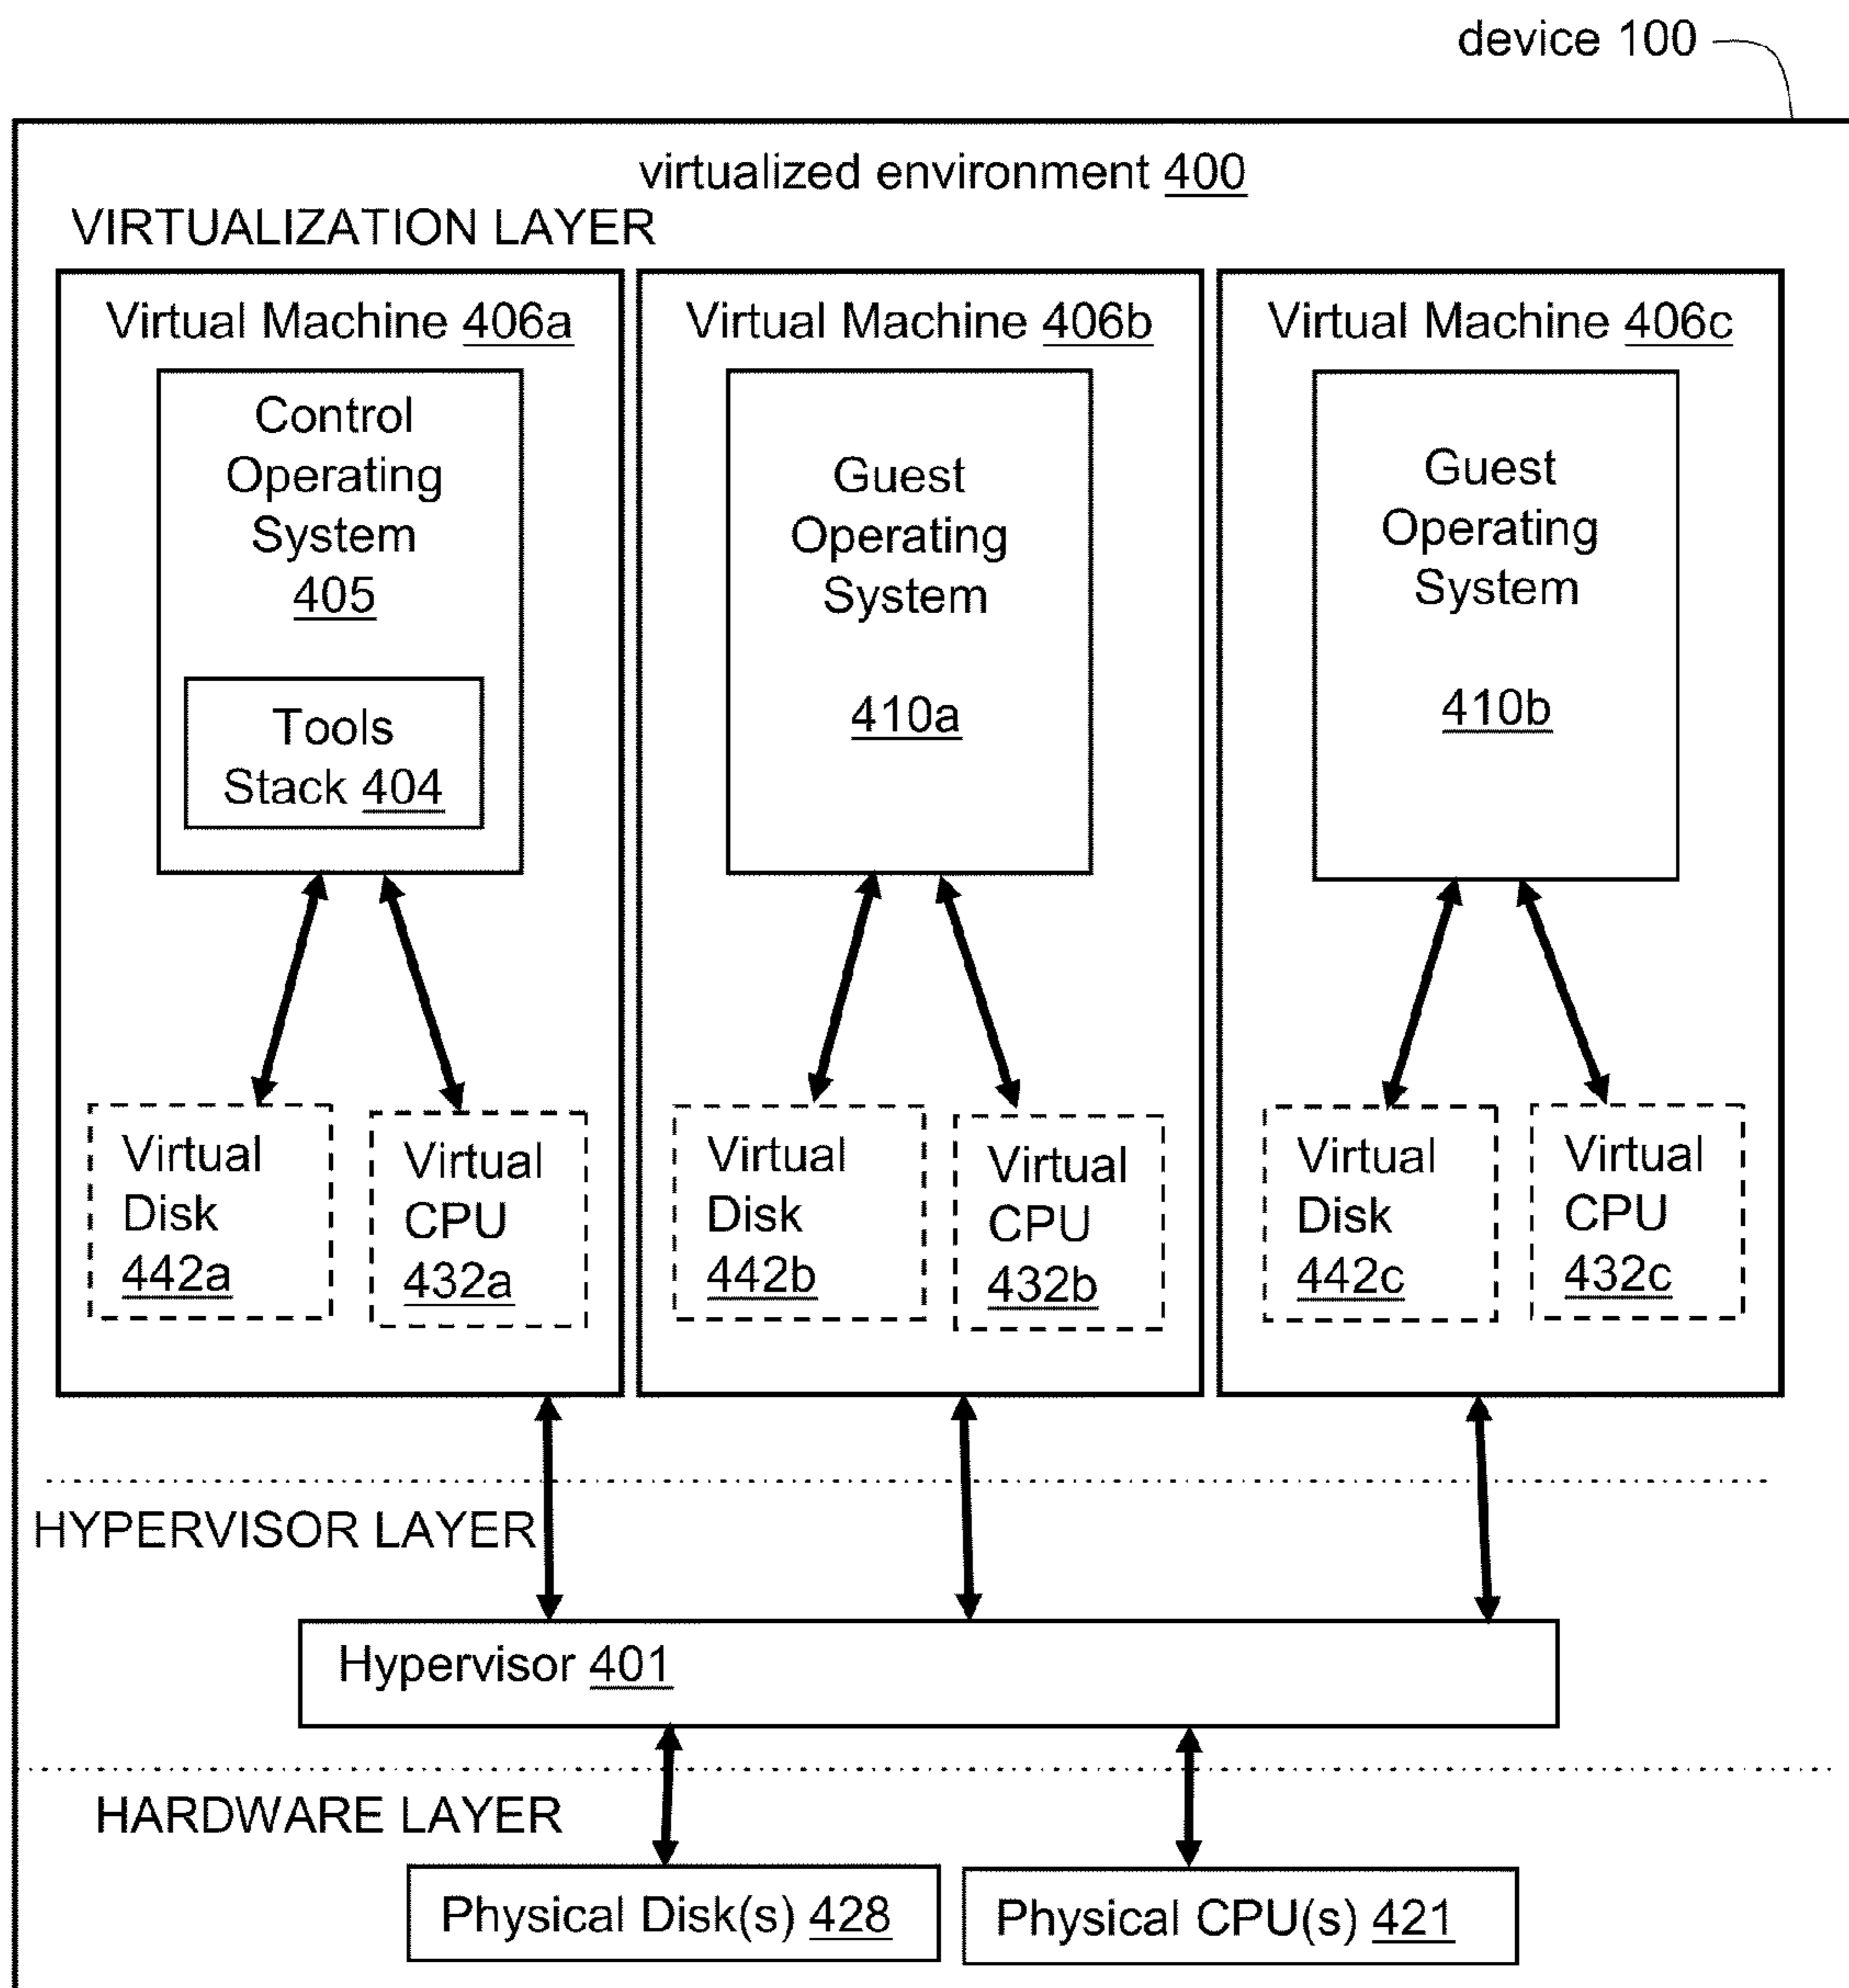 device 100
virtualized environment 400
VIRTUALIZATION LAYER
Virtual Machine 406a
Control
Operating
System
405
Tools
Stack 404
Virtual
Disk
442a
Virtual
CPU
432a
Virtual Machine 406b
Guest
Operating
System
410a
Virtual
Disk
442b
Virtual
CPU
432b
Virtual Machine 406c
Guest
Operating
System
410b
Virtual
Disk
442c
Virtual
CPU
432c
HYPERVISOR LAYER
Hypervisor 401
HARDWARE LAYER
Physical Disk(s) 428
Physical CPU(s) 421